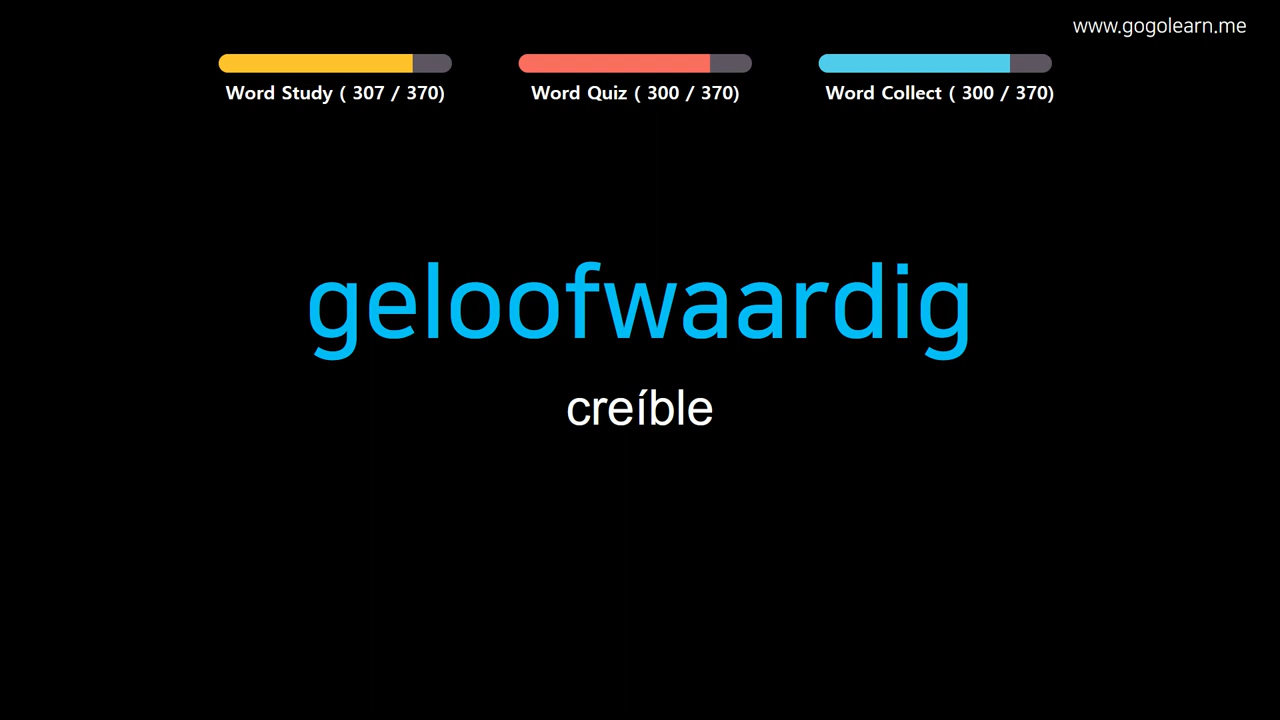 www.gogolearn.me
Word Study ( 307 / 370)
Word Quiz ( 300 / 370)
Word Collect ( 300 / 370)
geloofwaardig
creíble